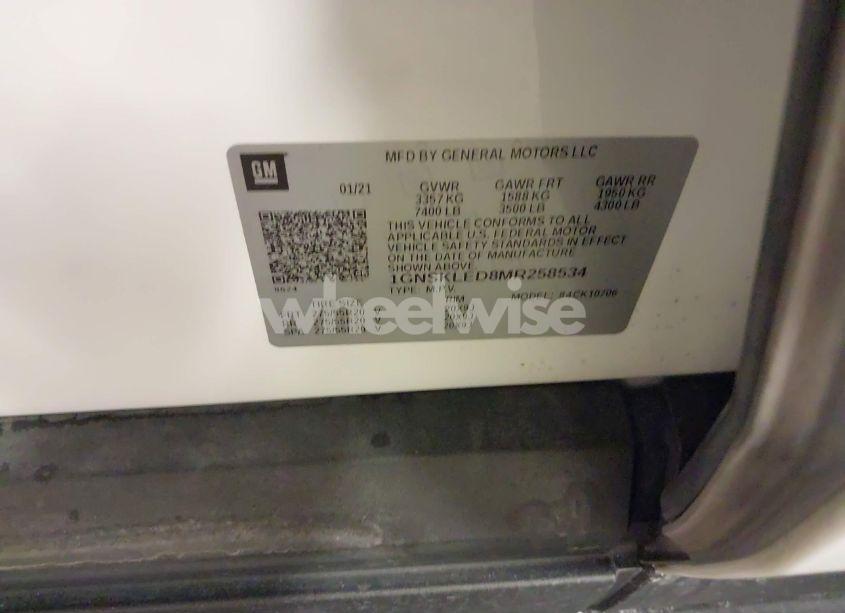 GM
MFD BY GENERAL MOTORS LLC
01/21 GVWR GAWR FRT GAWR RR
3357 KG 1588 KG 1950 KG
7400 LB 3500 LB 4300 LB
THIS VEHICLE CONFORMS TO ALL
APPLICABLE U.S. FEDERAL MOTOR
VEHICLE SAFETY STANDARDS IN EFFECT
ON THE DATE OF MANUFACTURE
SHOWN ABOVE
1GNSKLED8MR258534
TYPE: M.P.V. MODEL:
wheelwise